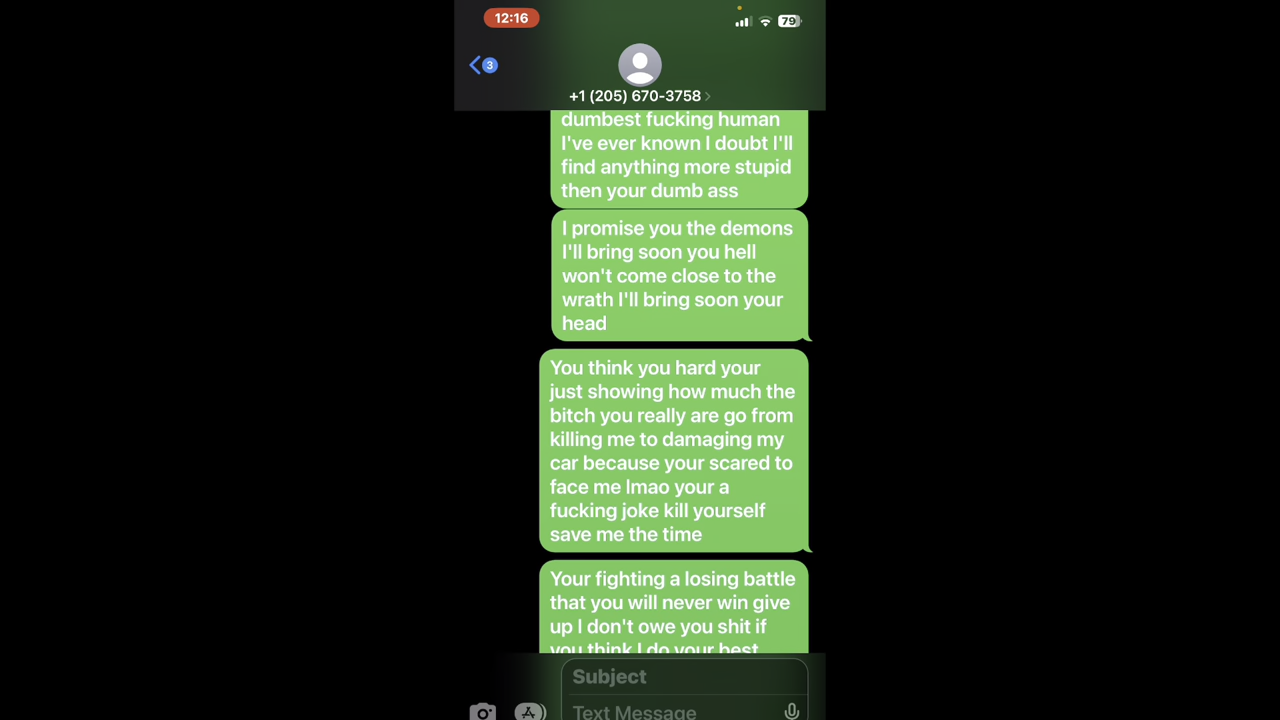 12:16
79
3
+1 (205) 670-3758
dumbest fucking human
I've ever known I doubt I'll
find anything more stupid
then your dumb ass
I promise you the demons
I'll bring soon you hell
won't come close to the
wrath I'll bring soon your
head
You think you hard your
just showing how much the
bitch you really are go from
killing me to damaging my
car because your scared to
face me lmao your a
fucking joke kill yourself
save me the time
Your fighting a losing battle
that you will never win give
up I don't owe you shit if
you think I do your best
Subject
Text Message